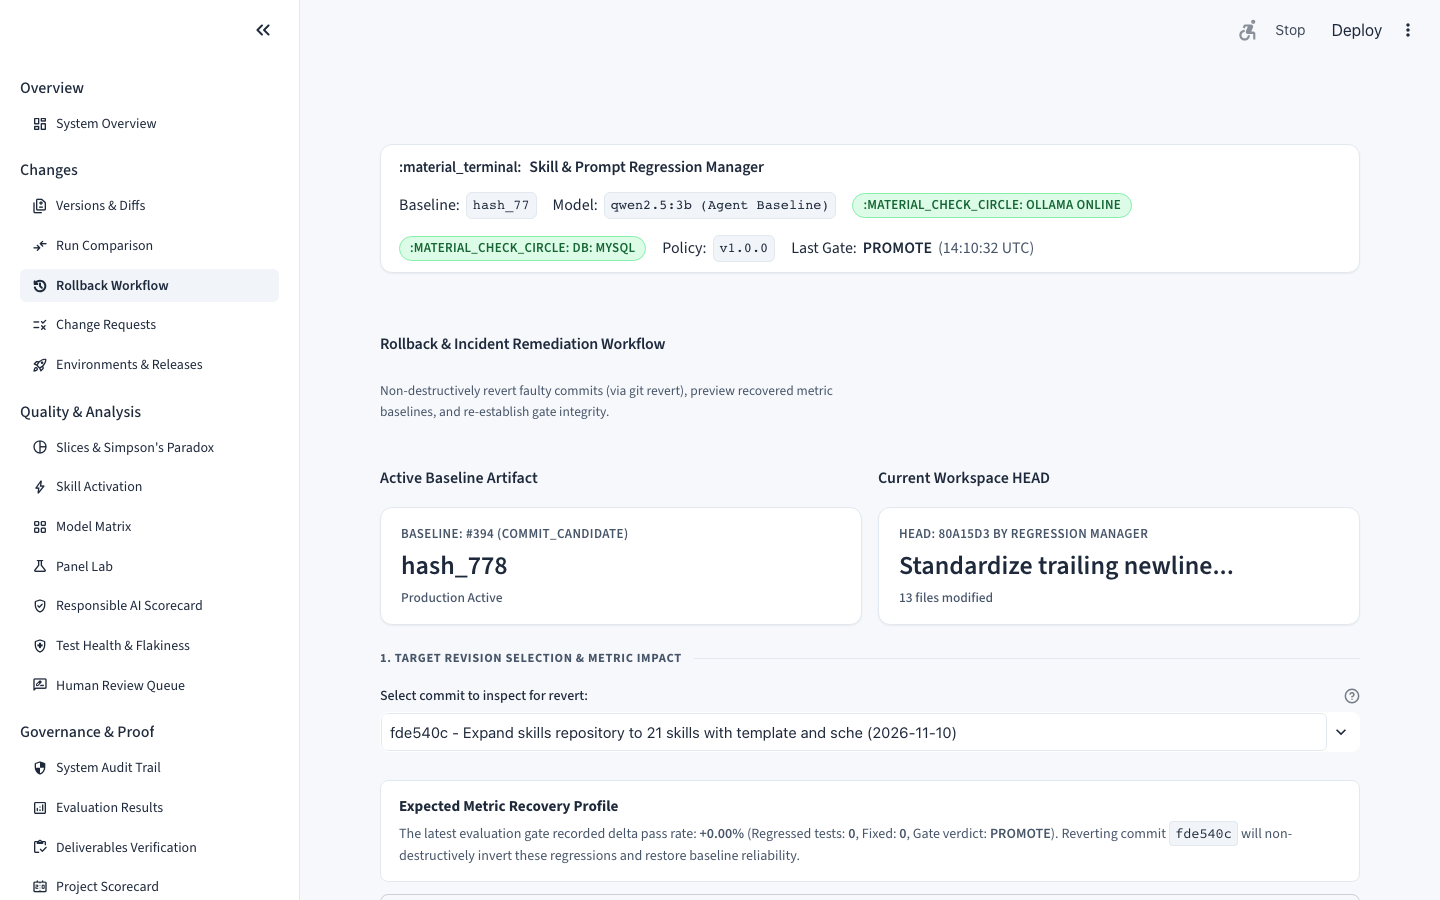 Stop
Deploy
Overview
System Overview
Changes
Versions & Diffs
Run Comparison
Rollback Workflow
Change Requests
Environments & Releases
Quality & Analysis
Slices & Simpson's Paradox
Skill Activation
Model Matrix
Panel Lab
Responsible AI Scorecard
Test Health & Flakiness
Human Review Queue
Governance & Proof
System Audit Trail
Evaluation Results
Deliverables Verification
Project Scorecard
:material_terminal: Skill & Prompt Regression Manager
Baseline: hash_77 Model: qwen2.5:3b (Agent Baseline) :MATERIAL_CHECK_CIRCLE: OLLAMA ONLINE
:MATERIAL_CHECK_CIRCLE: DB: MYSQL Policy: v1.0.0 Last Gate: PROMOTE (14:10:32 UTC)
Rollback & Incident Remediation Workflow
Non-destructively revert faulty commits (via git revert), preview recovered metric
baselines, and re-establish gate integrity.
Active Baseline Artifact
BASELINE: #394 (COMMIT_CANDIDATE)
hash_778
Production Active
Current Workspace HEAD
HEAD: 80A15D3 BY REGRESSION MANAGER
Standardize trailing newline...
13 files modified
1. TARGET REVISION SELECTION & METRIC IMPACT
Select commit to inspect for revert:
fde540c - Expand skills repository to 21 skills with template and sche (2026-11-10)
Expected Metric Recovery Profile
The latest evaluation gate recorded delta pass rate: +0.00% (Regressed tests: 0, Fixed: 0, Gate verdict: PROMOTE). Reverting commit fde540c will non-
destructively invert these regressions and restore baseline reliability.